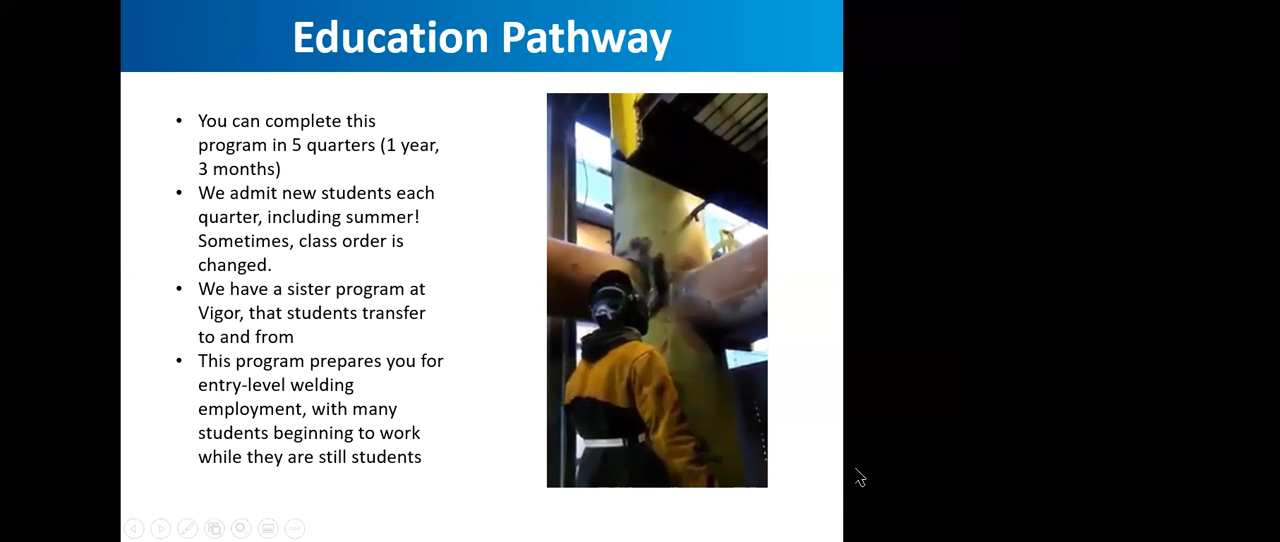 Education Pathway
• You can complete this
program in 5 quarters (1 year,
3 months)
• We admit new students each
quarter, including summer!
Sometimes, class order is
changed.
• We have a sister program at
Vigor, that students transfer
to and from
• This program prepares you for
entry-level welding
employment, with many
students beginning to work
while they are still students